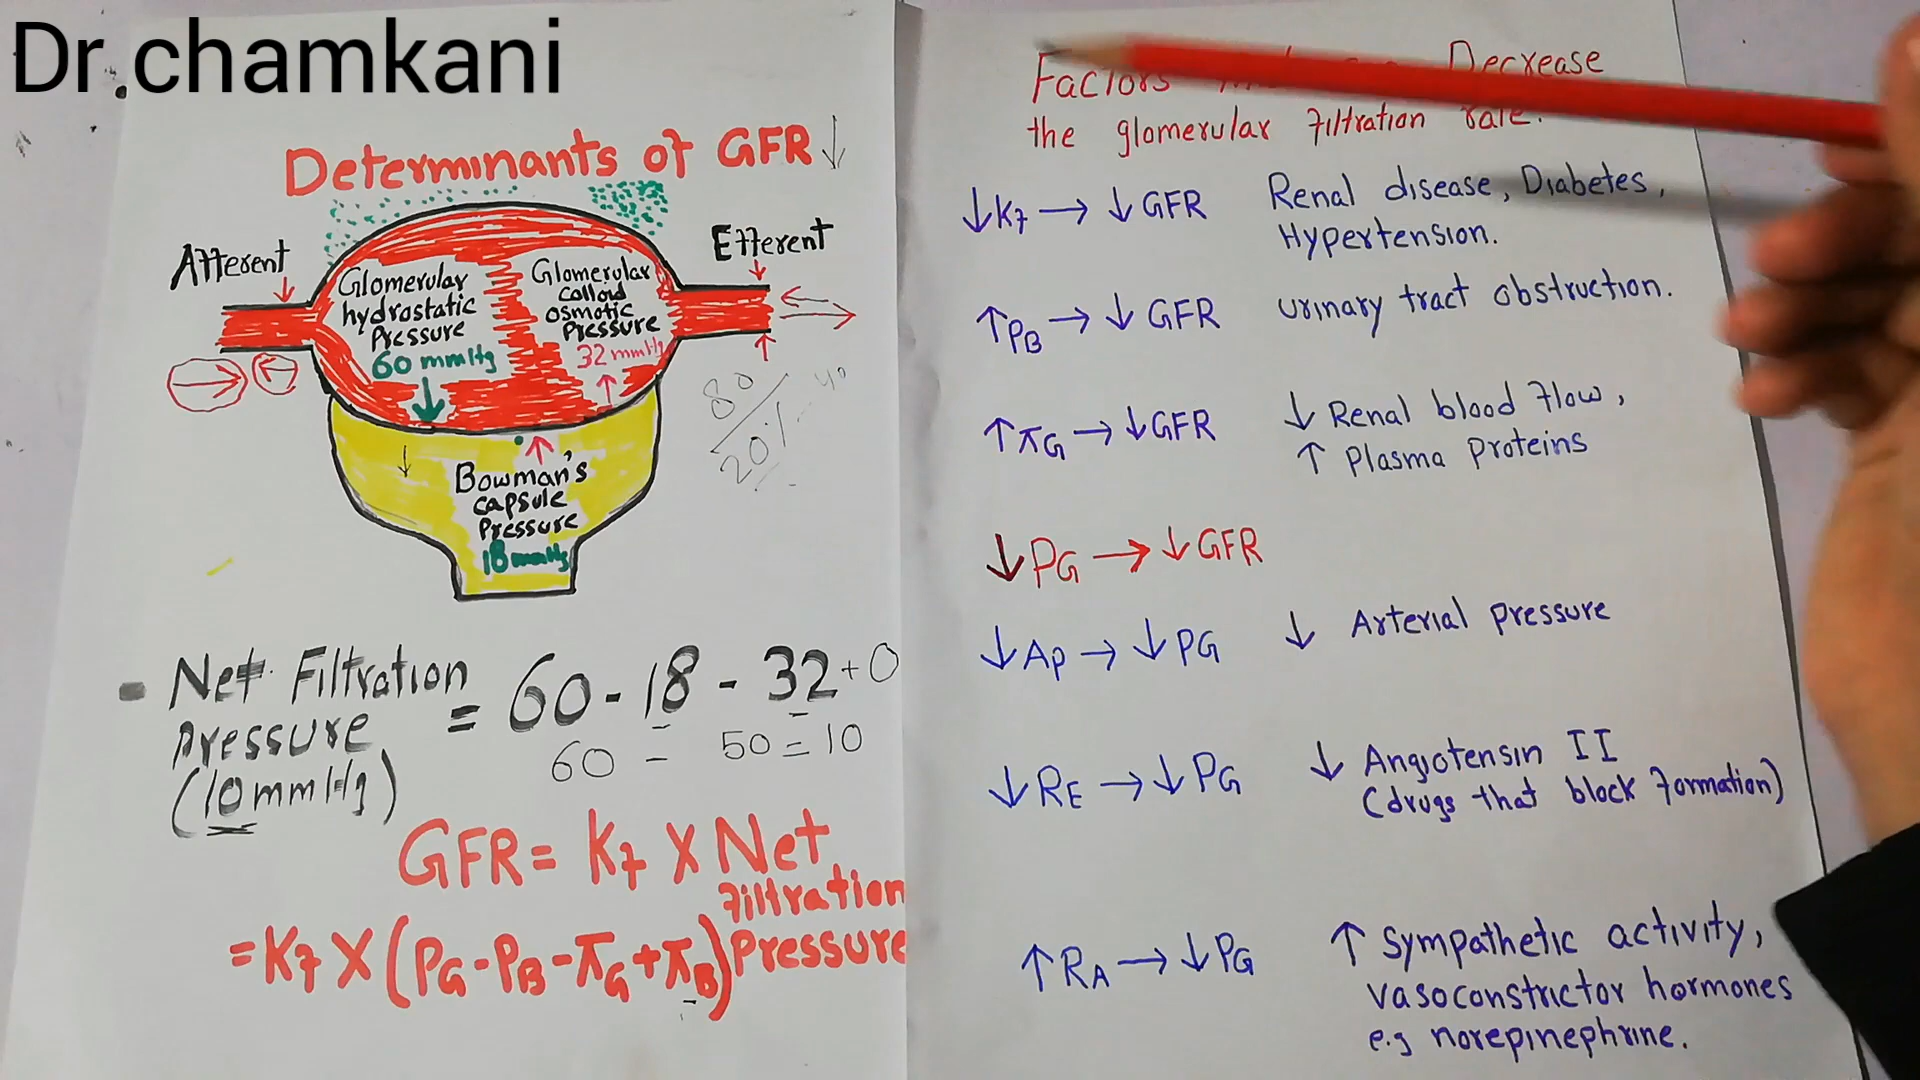 Dr.chamkani
Determinants of GFR ↓
Afferent
Efferent
Glomerular
hydrostatic
Pressure
60 mmHg
Glomerular
colloid
osmotic
pressure
32 mmHg
80
20%
Bowman's
capsule
Pressure
18 mmHg
- Net Filtration
Pressure
(10mmHg)
= 60 - 18 - 32 + 0
60 - 50 = 10
GFR = Kf X Net
filtration
Pressure
= Kf X (PG - PB - πG + πB)
Factors Decrease
the glomerular filtration rate.
↓Kf → ↓ GFR Renal disease, Diabetes,
Hypertension.
↑PB → ↓ GFR urinary tract obstruction.
↑πG → ↓GFR ↓ Renal blood flow,
↑ Plasma proteins
↓PG → ↓ GFR
↓Ap → ↓ PG ↓ Arterial pressure
↓RE → ↓ PG ↓ Angiotensin II
(drugs that block formation)
↑RA → ↓PG ↑ Sympathetic activity,
vasoconstrictor hormones
e.g norepinephrine.